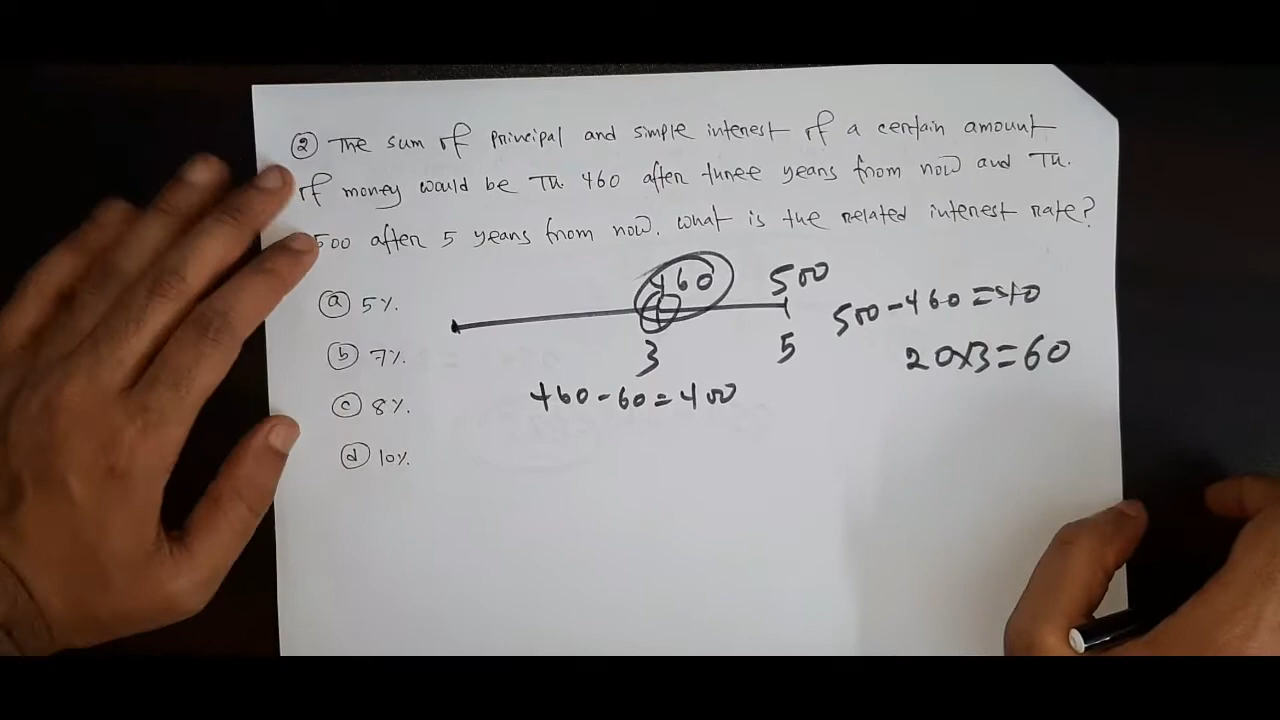 ② The sum of principal and simple interest of a certain amount
of money would be Tk. 460 after three years from now and Tk.
500 after 5 years from now. what is the related interest rate?
460 500
500-460=40
ⓐ 5%.
3 5
20x3=60
ⓑ 7%.
460-60=400
ⓒ 8%.
ⓓ 10%.